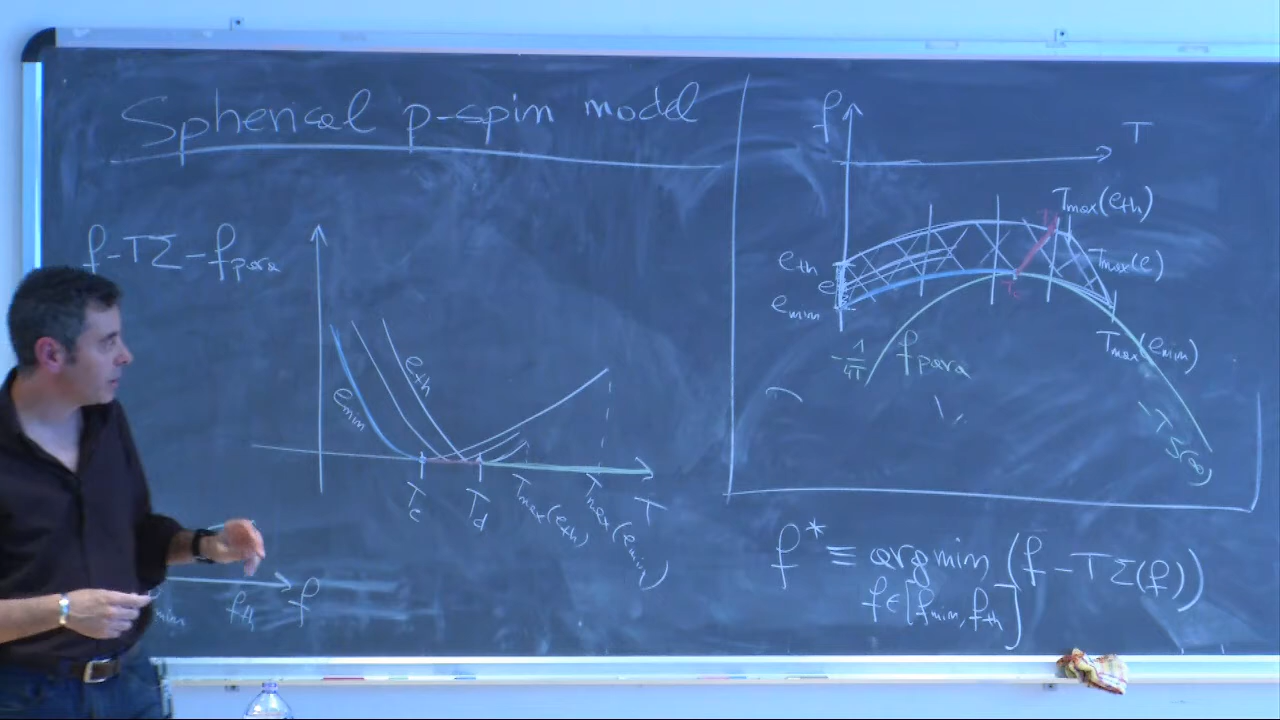 Spherical p-spin model
f-TΣ-f_para
e_min
e_th
T_c
T_d
T_max(e_th)
T_max(e_min)
T
f_th
f
f
T
T_max(e_th)
e_th
T_max(e)
e
e_min
T_c
T_max(e_min)
-1/4T
f_para
f* ≡ argmin (f-TΣ(f))
f∈[f_min, f_th]